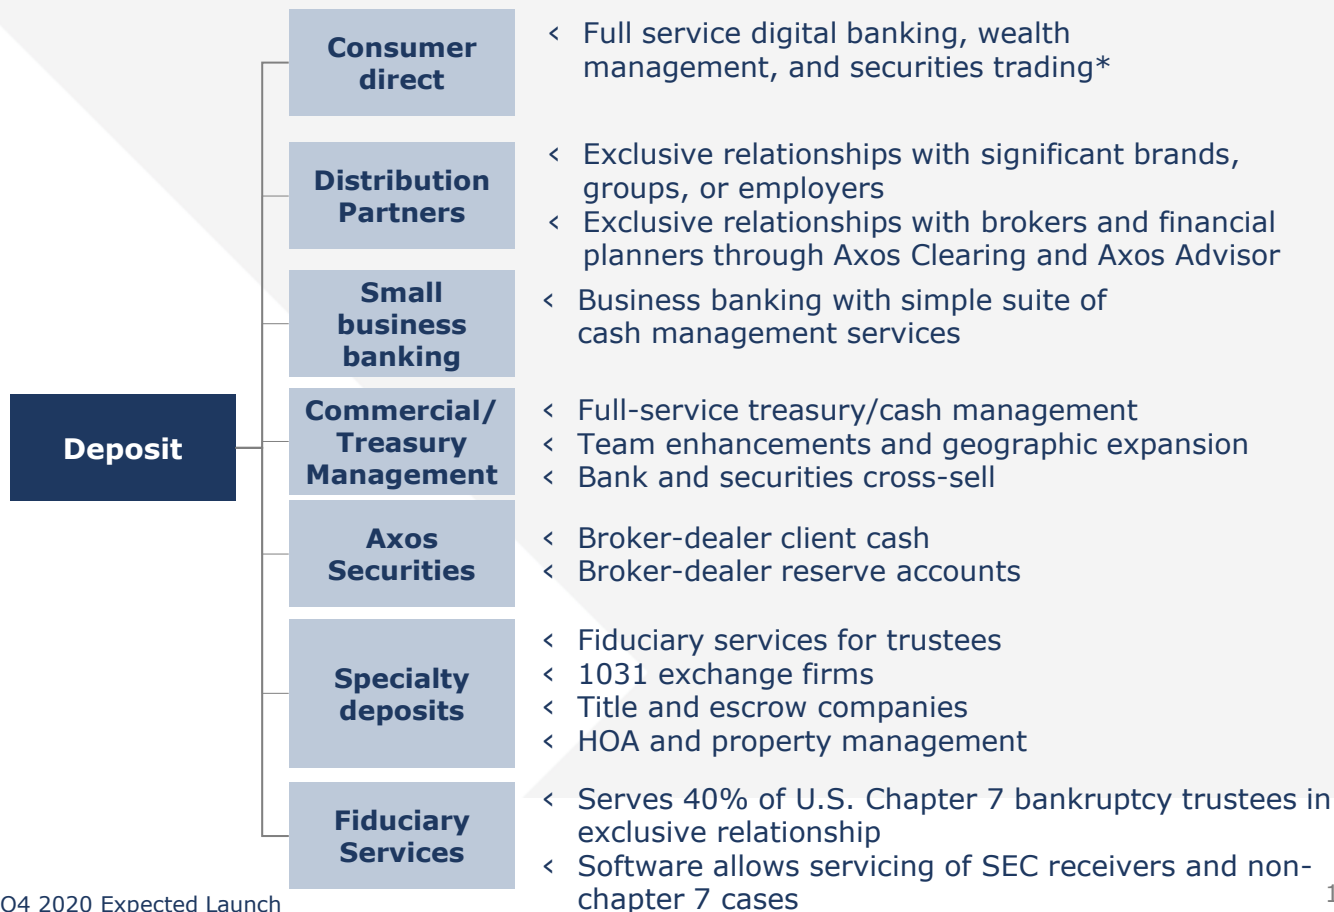 Consumer
direct
‹ Full service digital banking, wealth
management, and securities trading*
Distribution
Partners
‹ Exclusive relationships with significant brands,
groups, or employers
‹ Exclusive relationships with brokers and financial
planners through Axos Clearing and Axos Advisor
Small
business
banking
‹ Business banking with simple suite of
cash management services
Deposit
Commercial/
Treasury
Management
‹ Full-service treasury/cash management
‹ Team enhancements and geographic expansion
‹ Bank and securities cross-sell
Axos
Securities
‹ Broker-dealer client cash
‹ Broker-dealer reserve accounts
Specialty
deposits
‹ Fiduciary services for trustees
‹ 1031 exchange firms
‹ Title and escrow companies
‹ HOA and property management
Fiduciary
Services
‹ Serves 40% of U.S. Chapter 7 bankruptcy trustees in
exclusive relationship
‹ Software allows servicing of SEC receivers and non-
chapter 7 cases
Q4 2020 Expected Launch